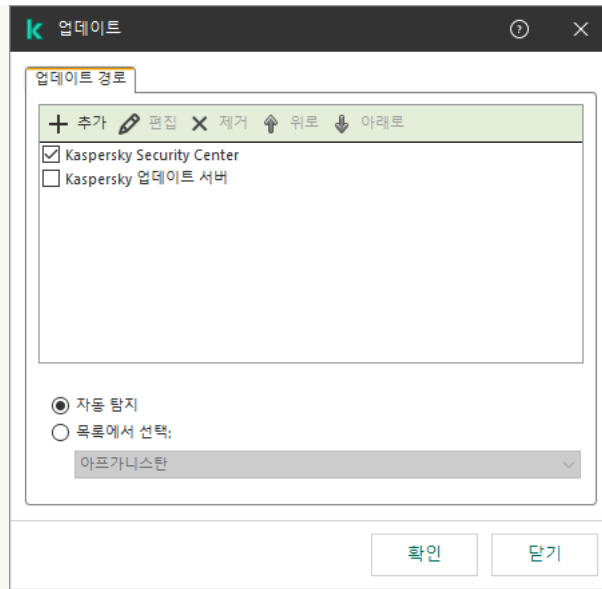 업데이트
업데이트 경로
추가 편집 제거 위로 아래로
Kaspersky Security Center
Kaspersky 업데이트 서버
자동 탐지
목록에서 선택:
아프가니스탄
확인 닫기